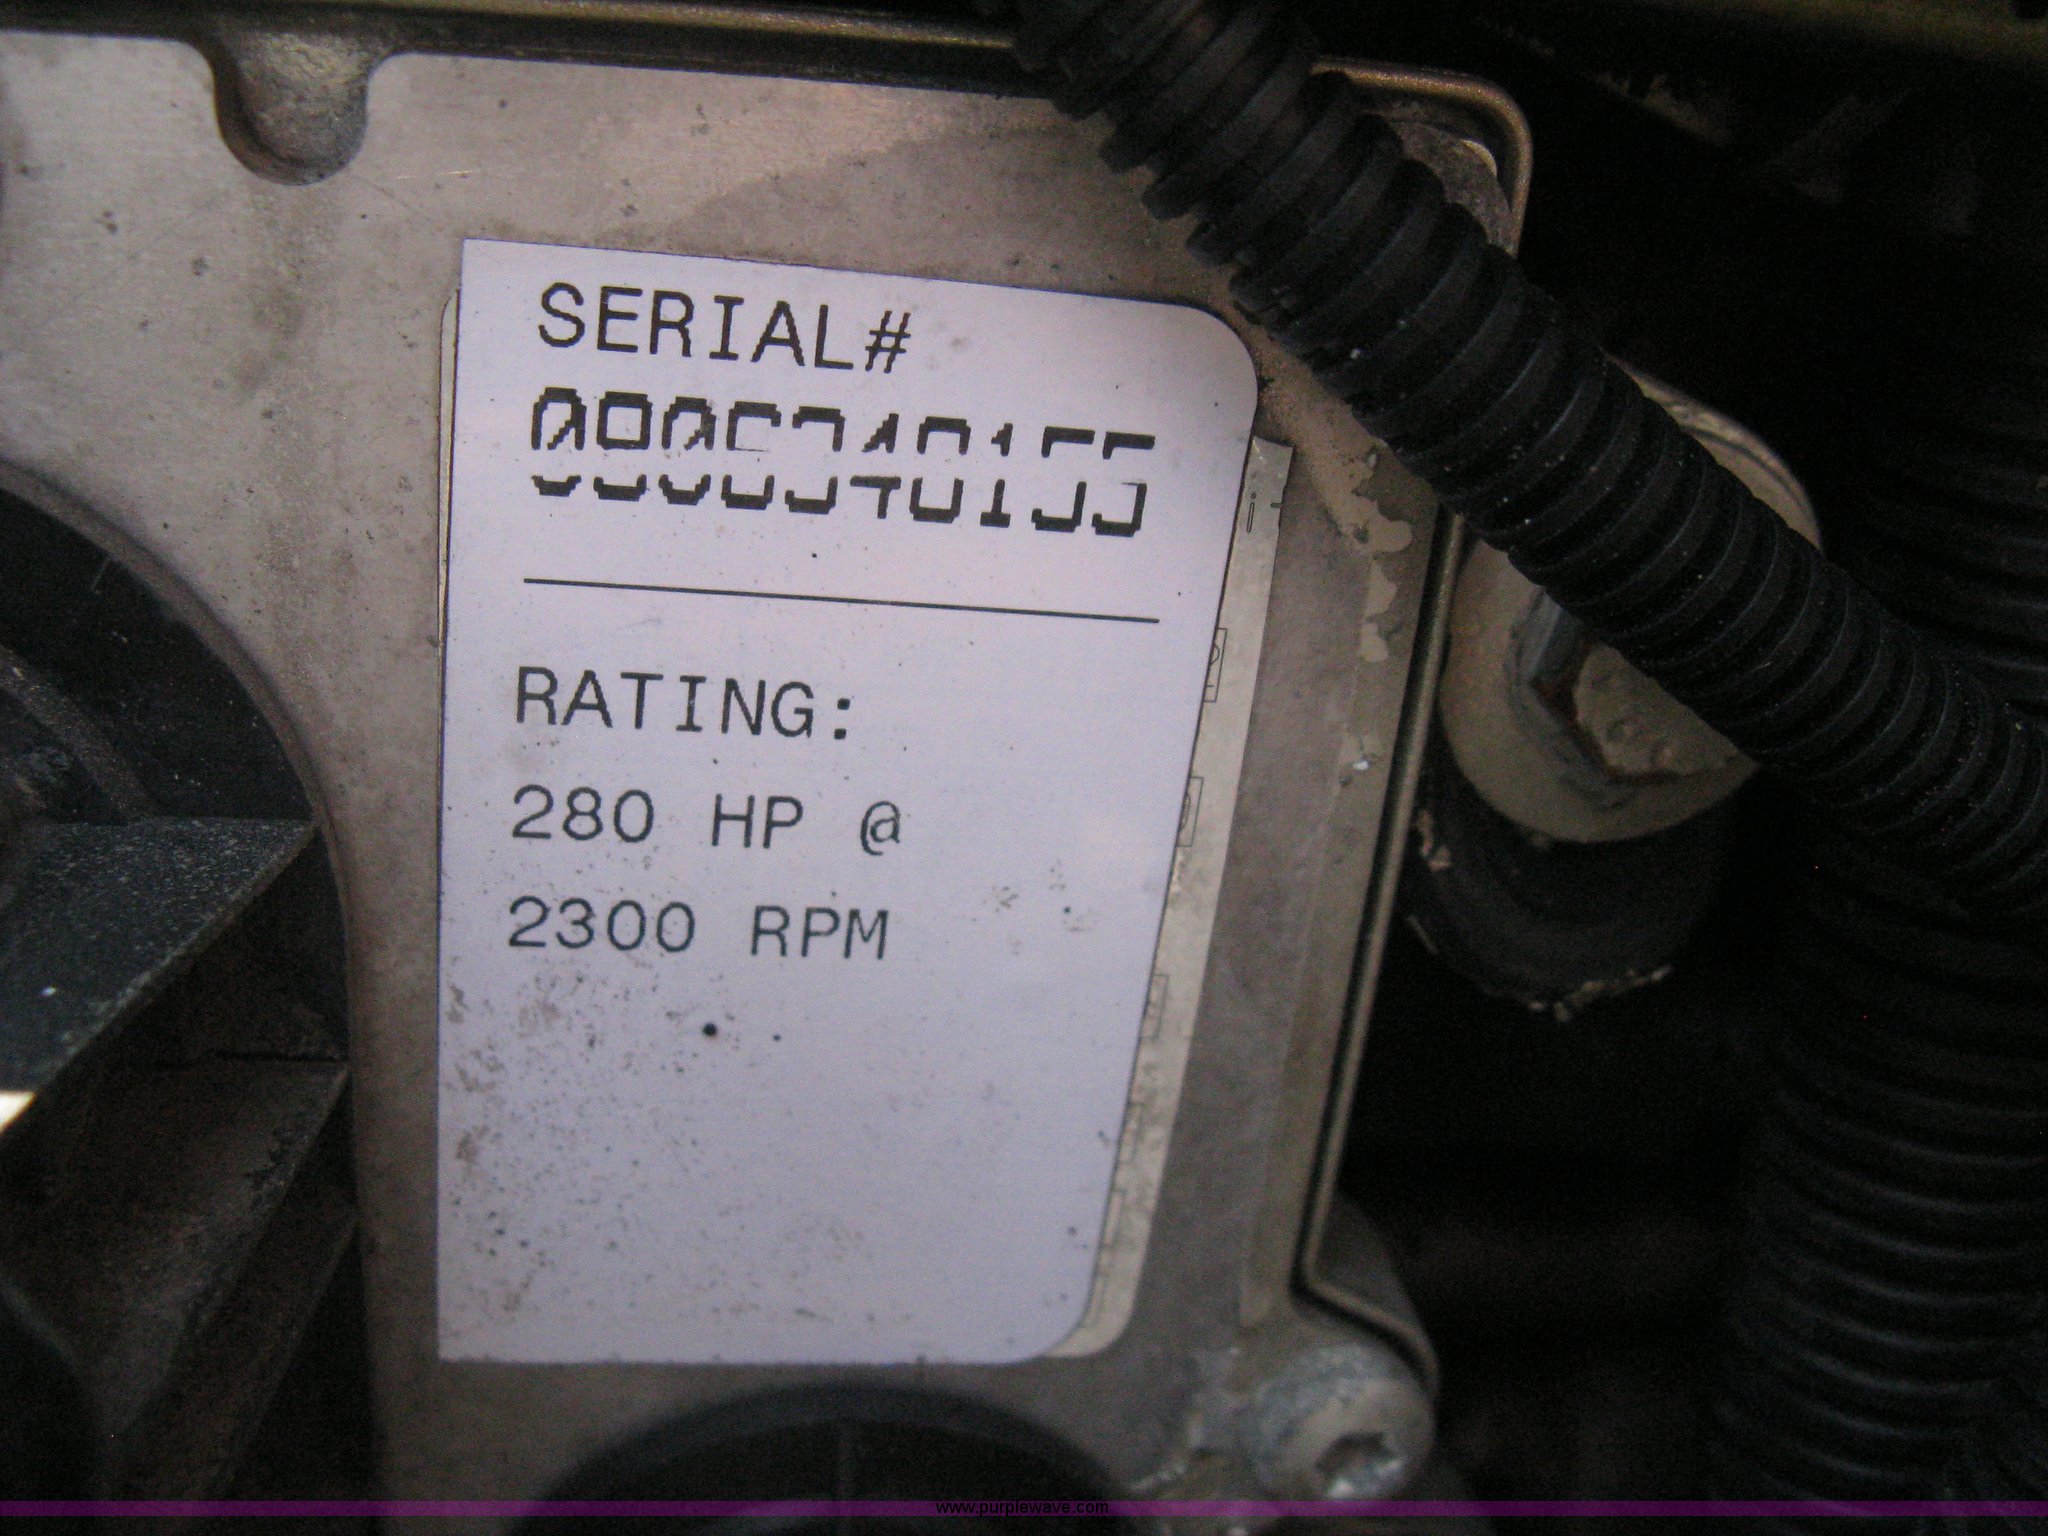 SERIAL#
RATING:
280 HP @
2300 RPM
www.purplewave.com